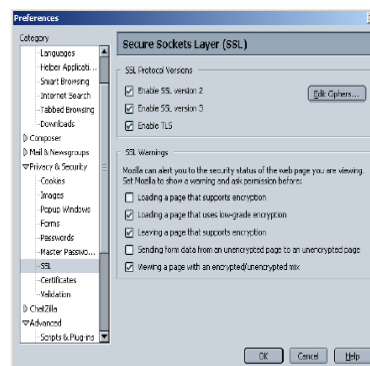 Preferences
Category
Languages
Helper Applicati...
Smart Browsing
Internet Search
Tabbed Browsing
Downloads
Composer
Mail & Newsgroups
Privacy & Security
Cookies
Images
Popup Windows
Forms
Passwords
Master Passwo...
SSL
Certificates
Validation
ChatZilla
Advanced
Scripts & Plug-ins
Secure Sockets Layer (SSL)
SSL Protocol Versions
Enable SSL version 2
Edit Ciphers...
Enable SSL version 3
Enable TLS
SSL Warnings
Mozilla can alert you to the security status of the web page you are viewing.
Set Mozilla to show a warning and ask permission before:
Loading a page that supports encryption
Loading a page that uses low-grade encryption
Leaving a page that supports encryption
Sending form data from an unencrypted page to an unencrypted page
Viewing a page with an encrypted/unencrypted mix
OK Cancel Help